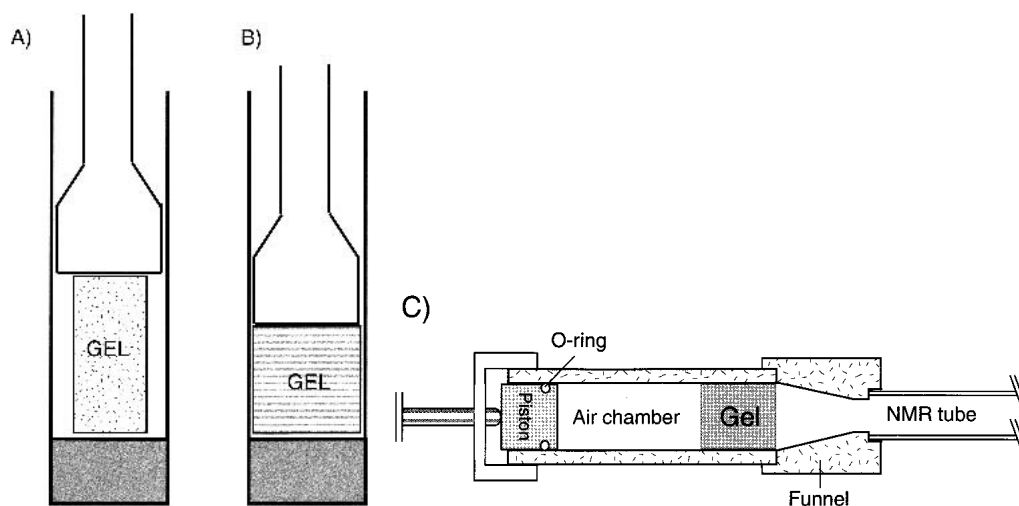 A)
B)
GEL
GEL
C)
O-ring
Piston
Air chamber
Gel
NMR tube
Funnel